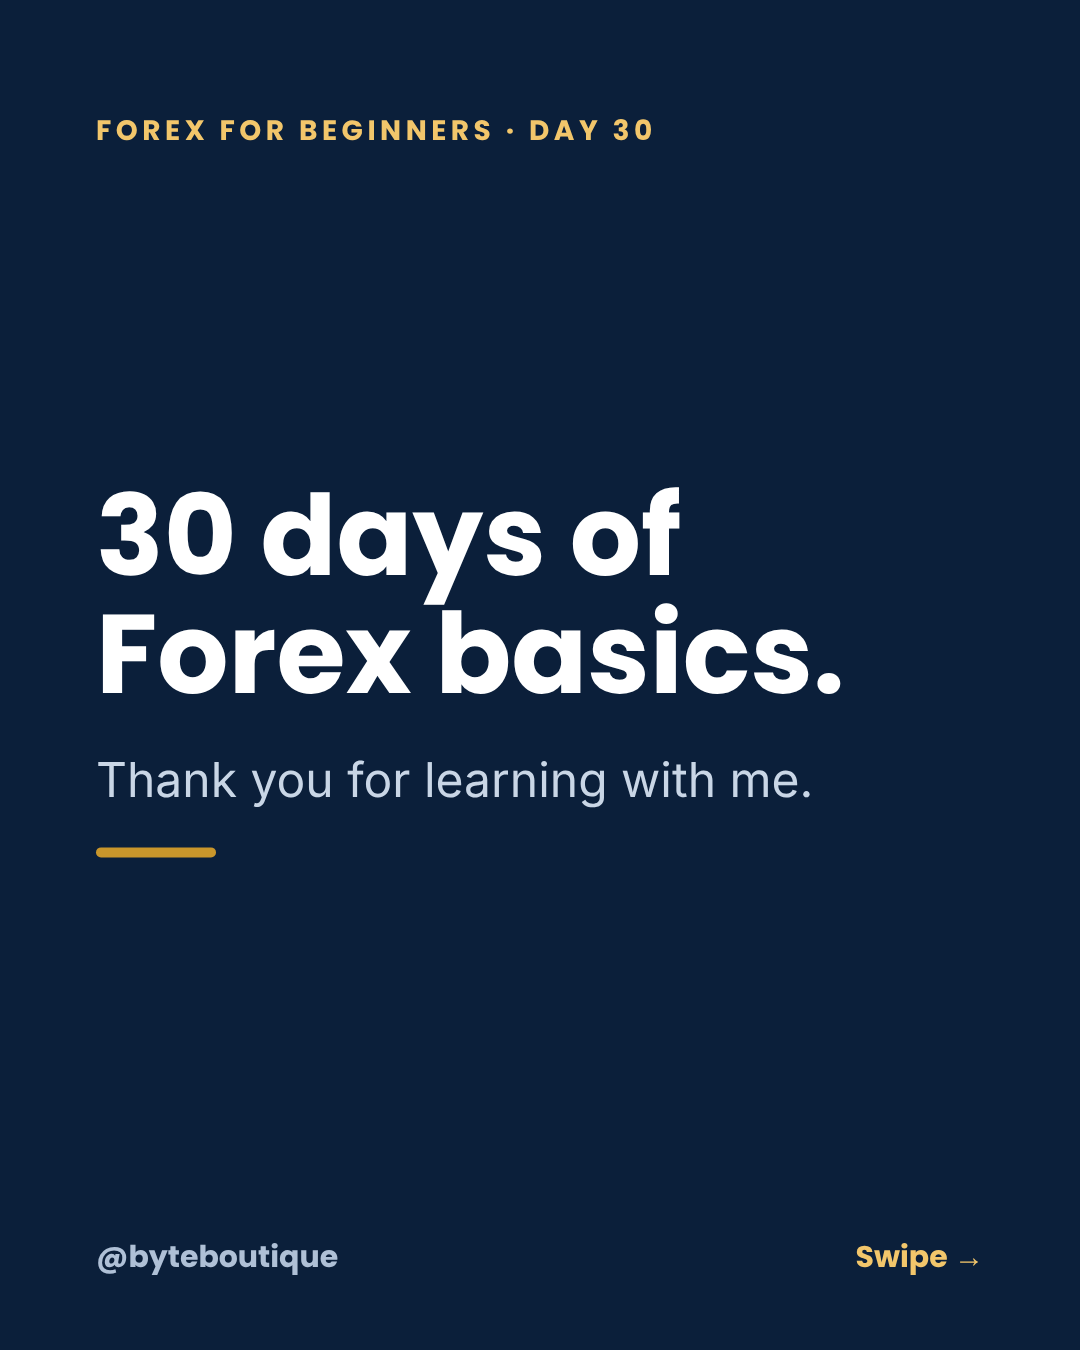 FOREX FOR BEGINNERS · DAY 30
30 days of
Forex basics.
Thank you for learning with me.
@byteboutique
Swipe →